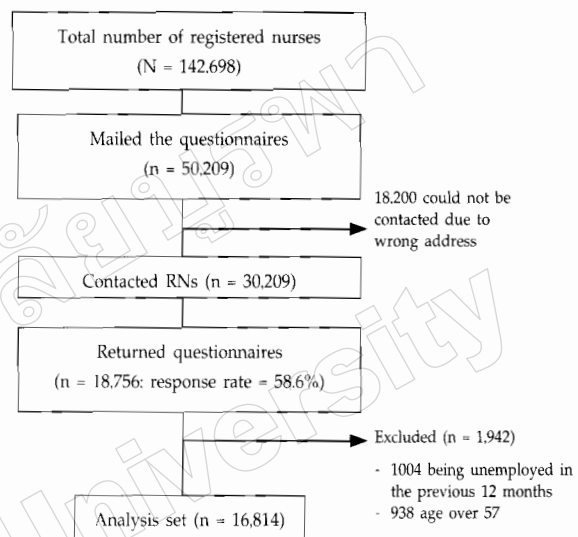 Total number of registered nurses
(N = 142,698)
Mailed the questionnaires
(n = 50,209)
18.200 could not be
contacted due to
wrong address
Contacted RNs (n = 30,209)
Returned questionnaires
(n = 18,756: response rate = 58.6%)
Excluded (n = 1,942)
- 1004 being unemployed in
the previous 12 months
- 938 age over 57
Analysis set (n = 16,814)
University